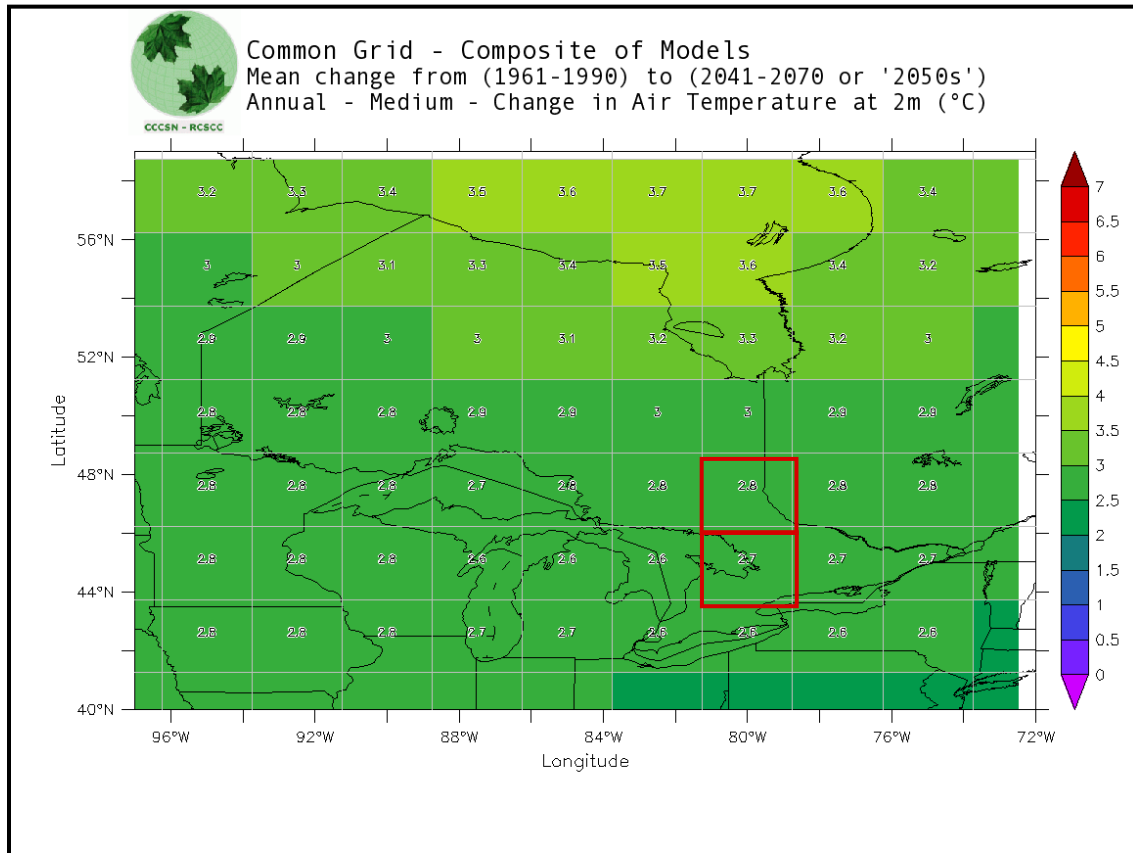 Common Grid - Composite of Models
Mean change from (1961-1990) to (2041-2070 or '2050s')
Annual - Medium - Change in Air Temperature at 2m (°C)
CCCSN - RCSCC
3.2 3.3 3.4 3.5 3.6 3.7 3.7 3.6 3.4
3 3 3.1 3.3 3.4 3.5 3.6 3.4 3.2
2.9 2.9 3 3 3.1 3.2 3.3 3.2 3
2.8 2.8 2.8 2.9 2.9 3 3 2.9 2.9
2.8 2.8 2.8 2.7 2.8 2.8 2.8 2.8 2.8
2.8 2.8 2.8 2.6 2.6 2.6 2.7 2.7 2.7
2.8 2.8 2.8 2.7 2.7 2.6 2.6 2.6 2.6
56°N
52°N
48°N
44°N
40°N
Latitude
96°W 92°W 88°W 84°W 80°W 76°W 72°W
Longitude
7
6.5
6
5.5
5
4.5
4
3.5
3
2.5
2
1.5
1
0.5
0